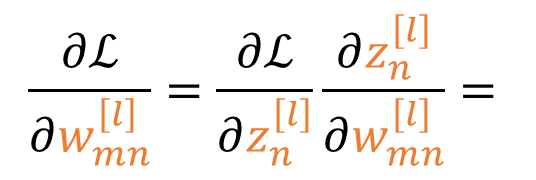 ∂ℒ/∂w_{mn}^{[l]} = ∂ℒ/∂z_n^{[l]} ∂z_n^{[l]}/∂w_{mn}^{[l]} =